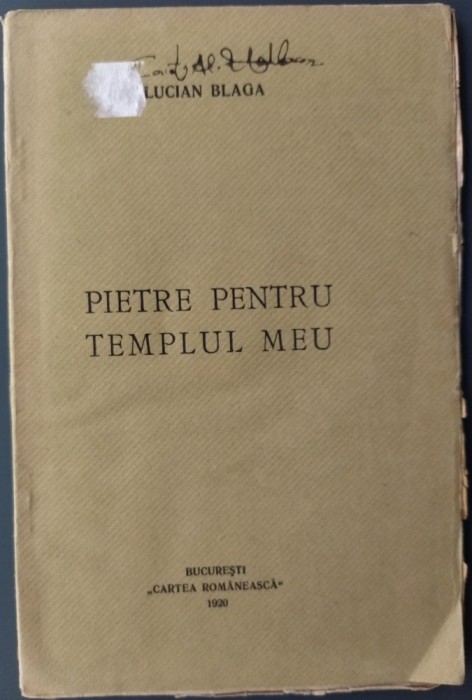 LUCIAN BLAGA
PIETRE PENTRU
TEMPLUL MEU
BUCUREȘTI
„CARTEA ROMÂNEASCĂ“
1920